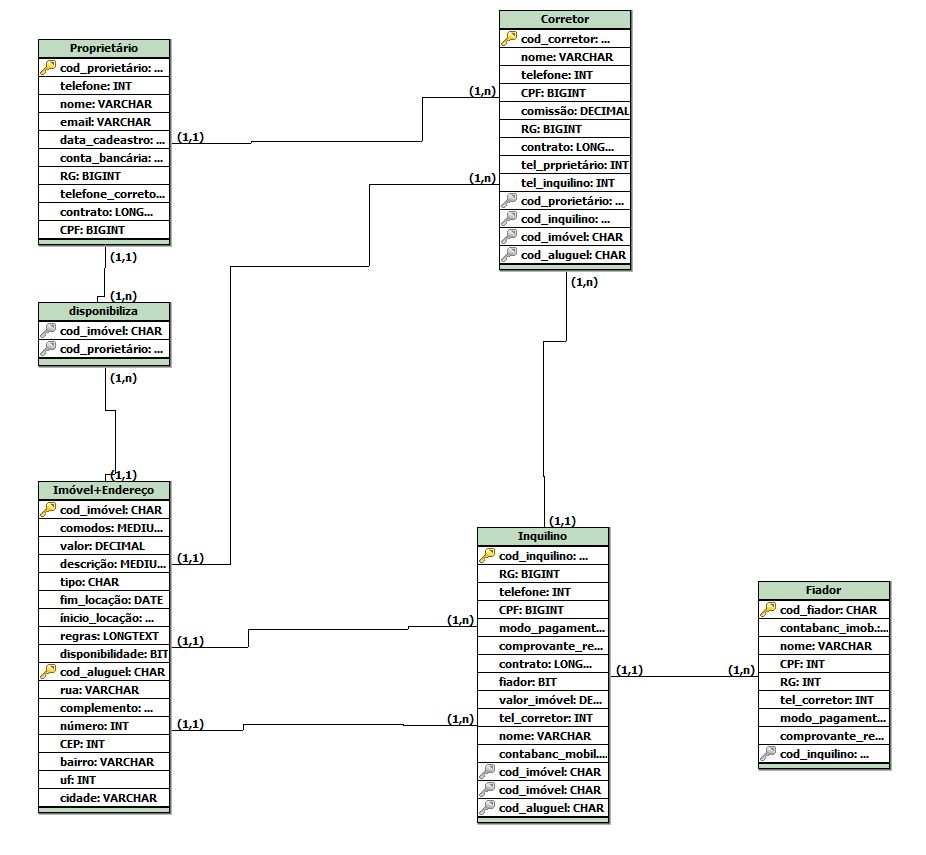 Proprietário
cod_prorietário: ...
telefone: INT
nome: VARCHAR
email: VARCHAR
data_cadeastro: ...
conta_bancária: ...
RG: BIGINT
telefone_correto...
contrato: LONG...
CPF: BIGINT
(1,1)
(1,1)
(1,n)
disponibiliza
cod_imóvel: CHAR
cod_prorietário: ...
(1,n)
(1,1)
Imóvel+Endereço
cod_imóvel: CHAR
comodos: MEDIU...
valor: DECIMAL
descrição: MEDIU...
tipo: CHAR
fim_locação: DATE
ínicio_locação: ...
regras: LONGTEXT
disponibilidade: BIT
cod_aluguel: CHAR
rua: VARCHAR
complemento: ...
número: INT
CEP: INT
bairro: VARCHAR
uf: INT
cidade: VARCHAR
(1,1)
(1,1)
(1,1)
Corretor
cod_corretor: ...
nome: VARCHAR
telefone: INT
CPF: BIGINT
comissão: DECIMAL
RG: BIGINT
contrato: LONG...
tel_prprietário: INT
tel_inquilino: INT
cod_prorietário: ...
cod_inquilino: ...
cod_imóvel: CHAR
cod_aluguel: CHAR
(1,n)
(1,n)
(1,n)
(1,1)
Inquilino
cod_inquilino: ...
RG: BIGINT
telefone: INT
CPF: BIGINT
modo_pagament...
comprovante_re...
contrato: LONG...
fiador: BIT
valor_imóvel: DE...
tel_corretor: INT
nome: VARCHAR
contabanc_mobil...
cod_imóvel: CHAR
cod_imóvel: CHAR
cod_aluguel: CHAR
(1,n)
(1,n)
(1,1)
(1,n)
Fiador
cod_fiador: CHAR
contabanc_imob.:...
nome: VARCHAR
CPF: INT
RG: INT
tel_corretor: INT
modo_pagament...
comprovante_re...
cod_inquilino: ...